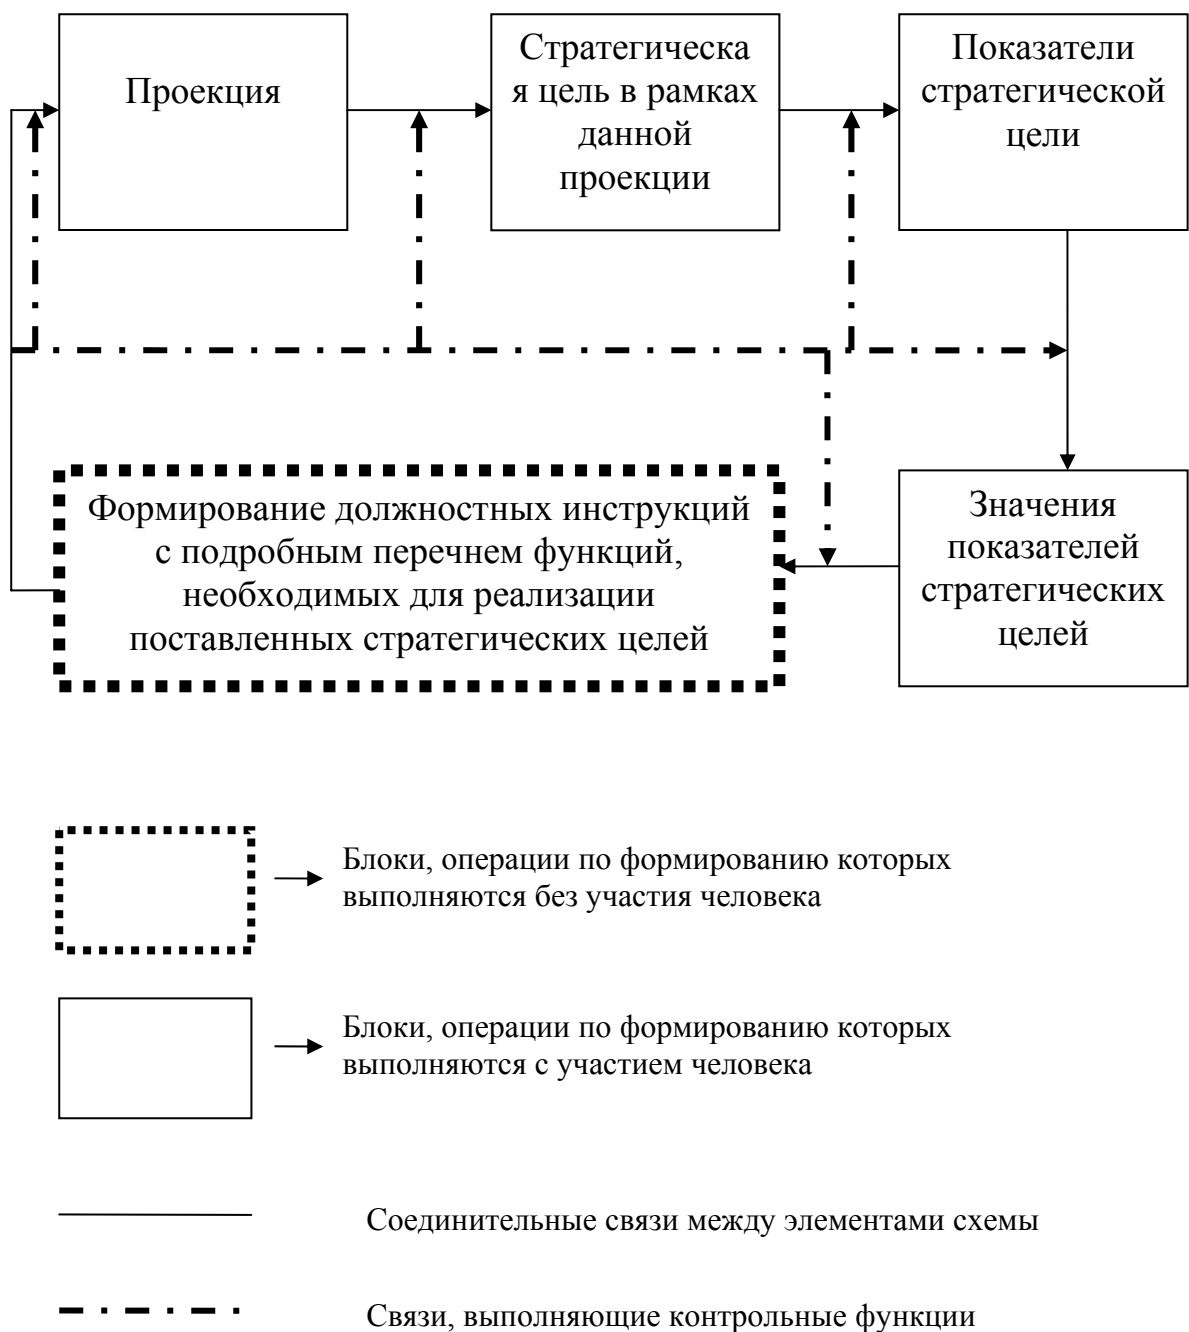 Проекция
Стратегическа
я цель в рамках
данной
проекции
Показатели
стратегической
цели
Формирование должностных инструкций
с подробным перечнем функций,
необходимых для реализации
поставленных стратегических целей
Значения
показателей
стратегических
целей
Блоки, операции по формированию которых
выполняются без участия человека
Блоки, операции по формированию которых
выполняются с участием человека
Соединительные связи между элементами схемы
Связи, выполняющие контрольные функции